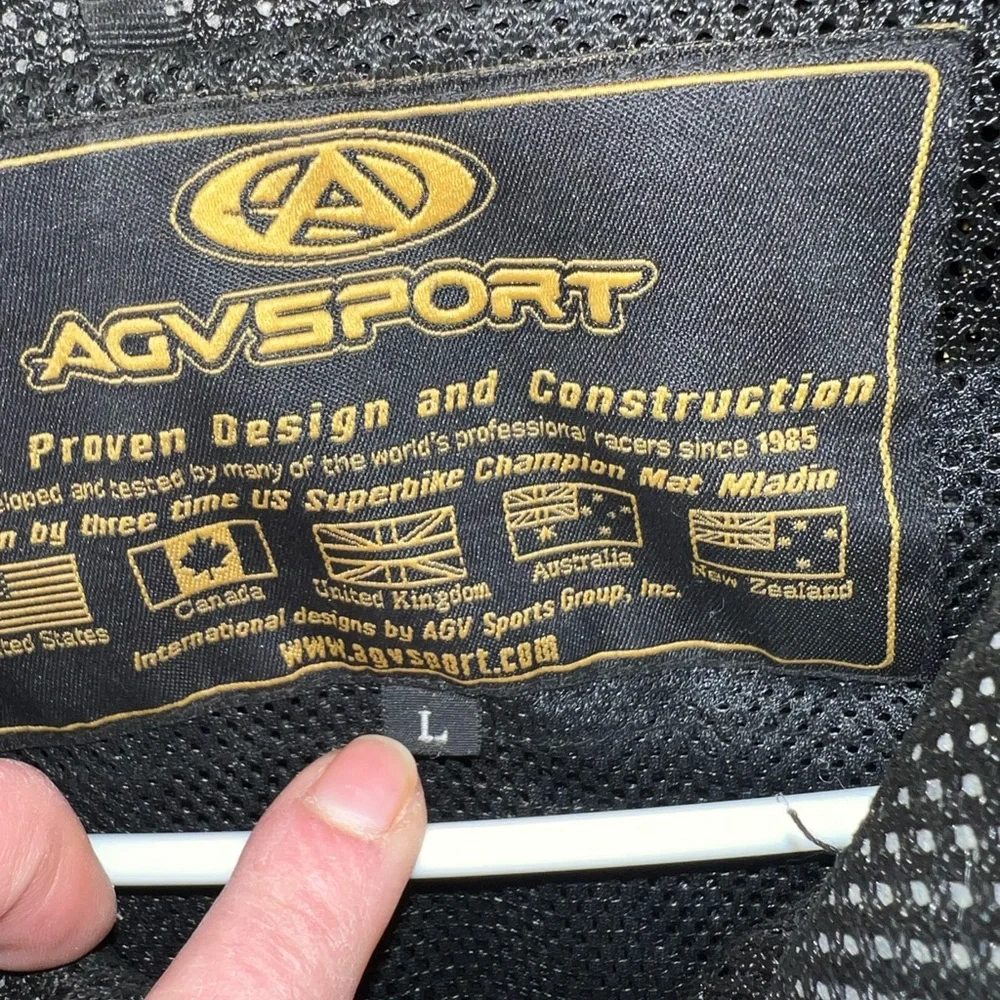 AGVSPORT
Proven Design and Construction
eloped and tested by many of the world's professional racers since 1985
n by three time US Superbike Champion Mat Mladin
ted States
Canada
United Kingdom
Australia
New Zealand
International designs by AGV Sports Group, Inc.
www.agvsport.com
L